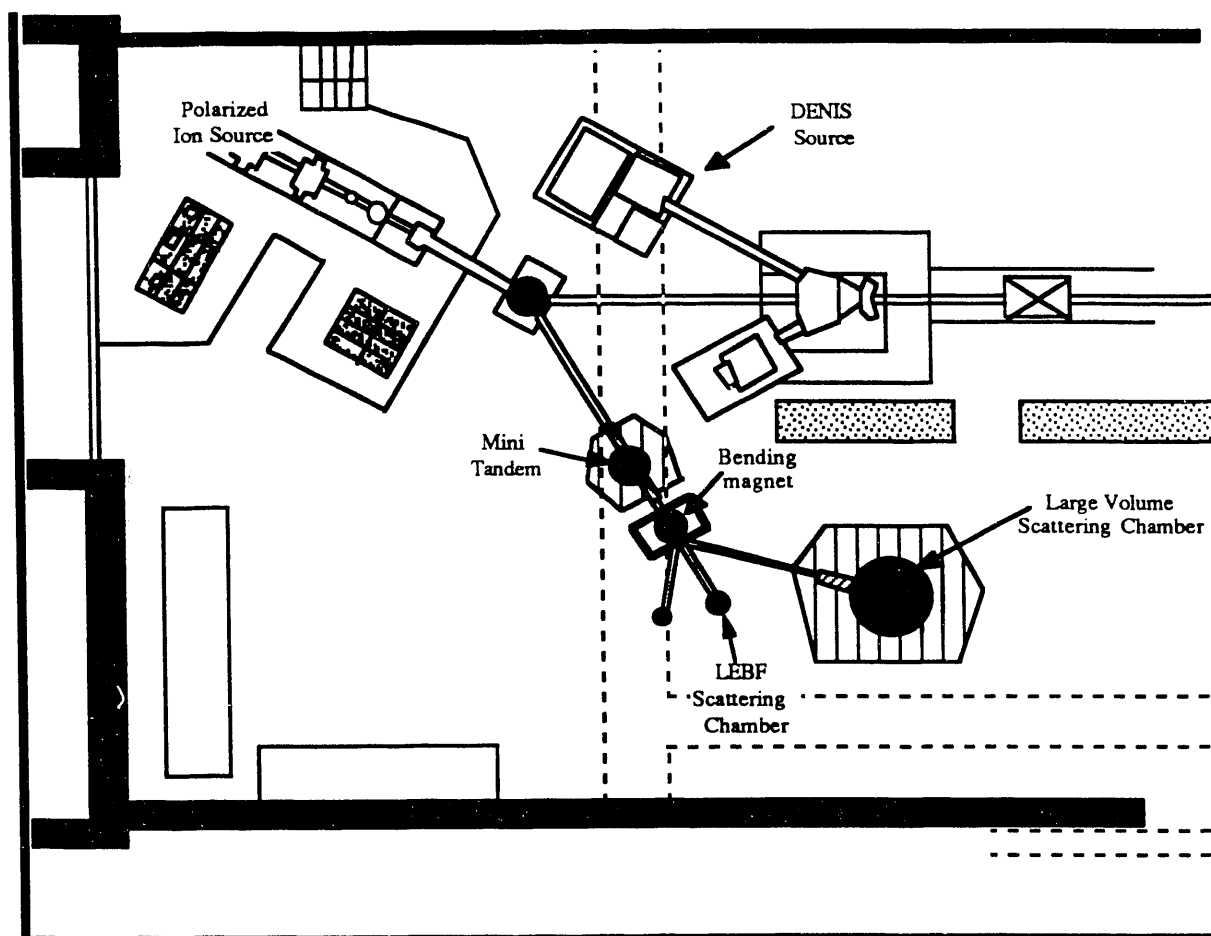 Polarized
Ion Source
DENIS
Source
Mini
Tandem
Bending
magnet
Large Volume
Scattering Chamber
LEBF
Scattering
Chamber